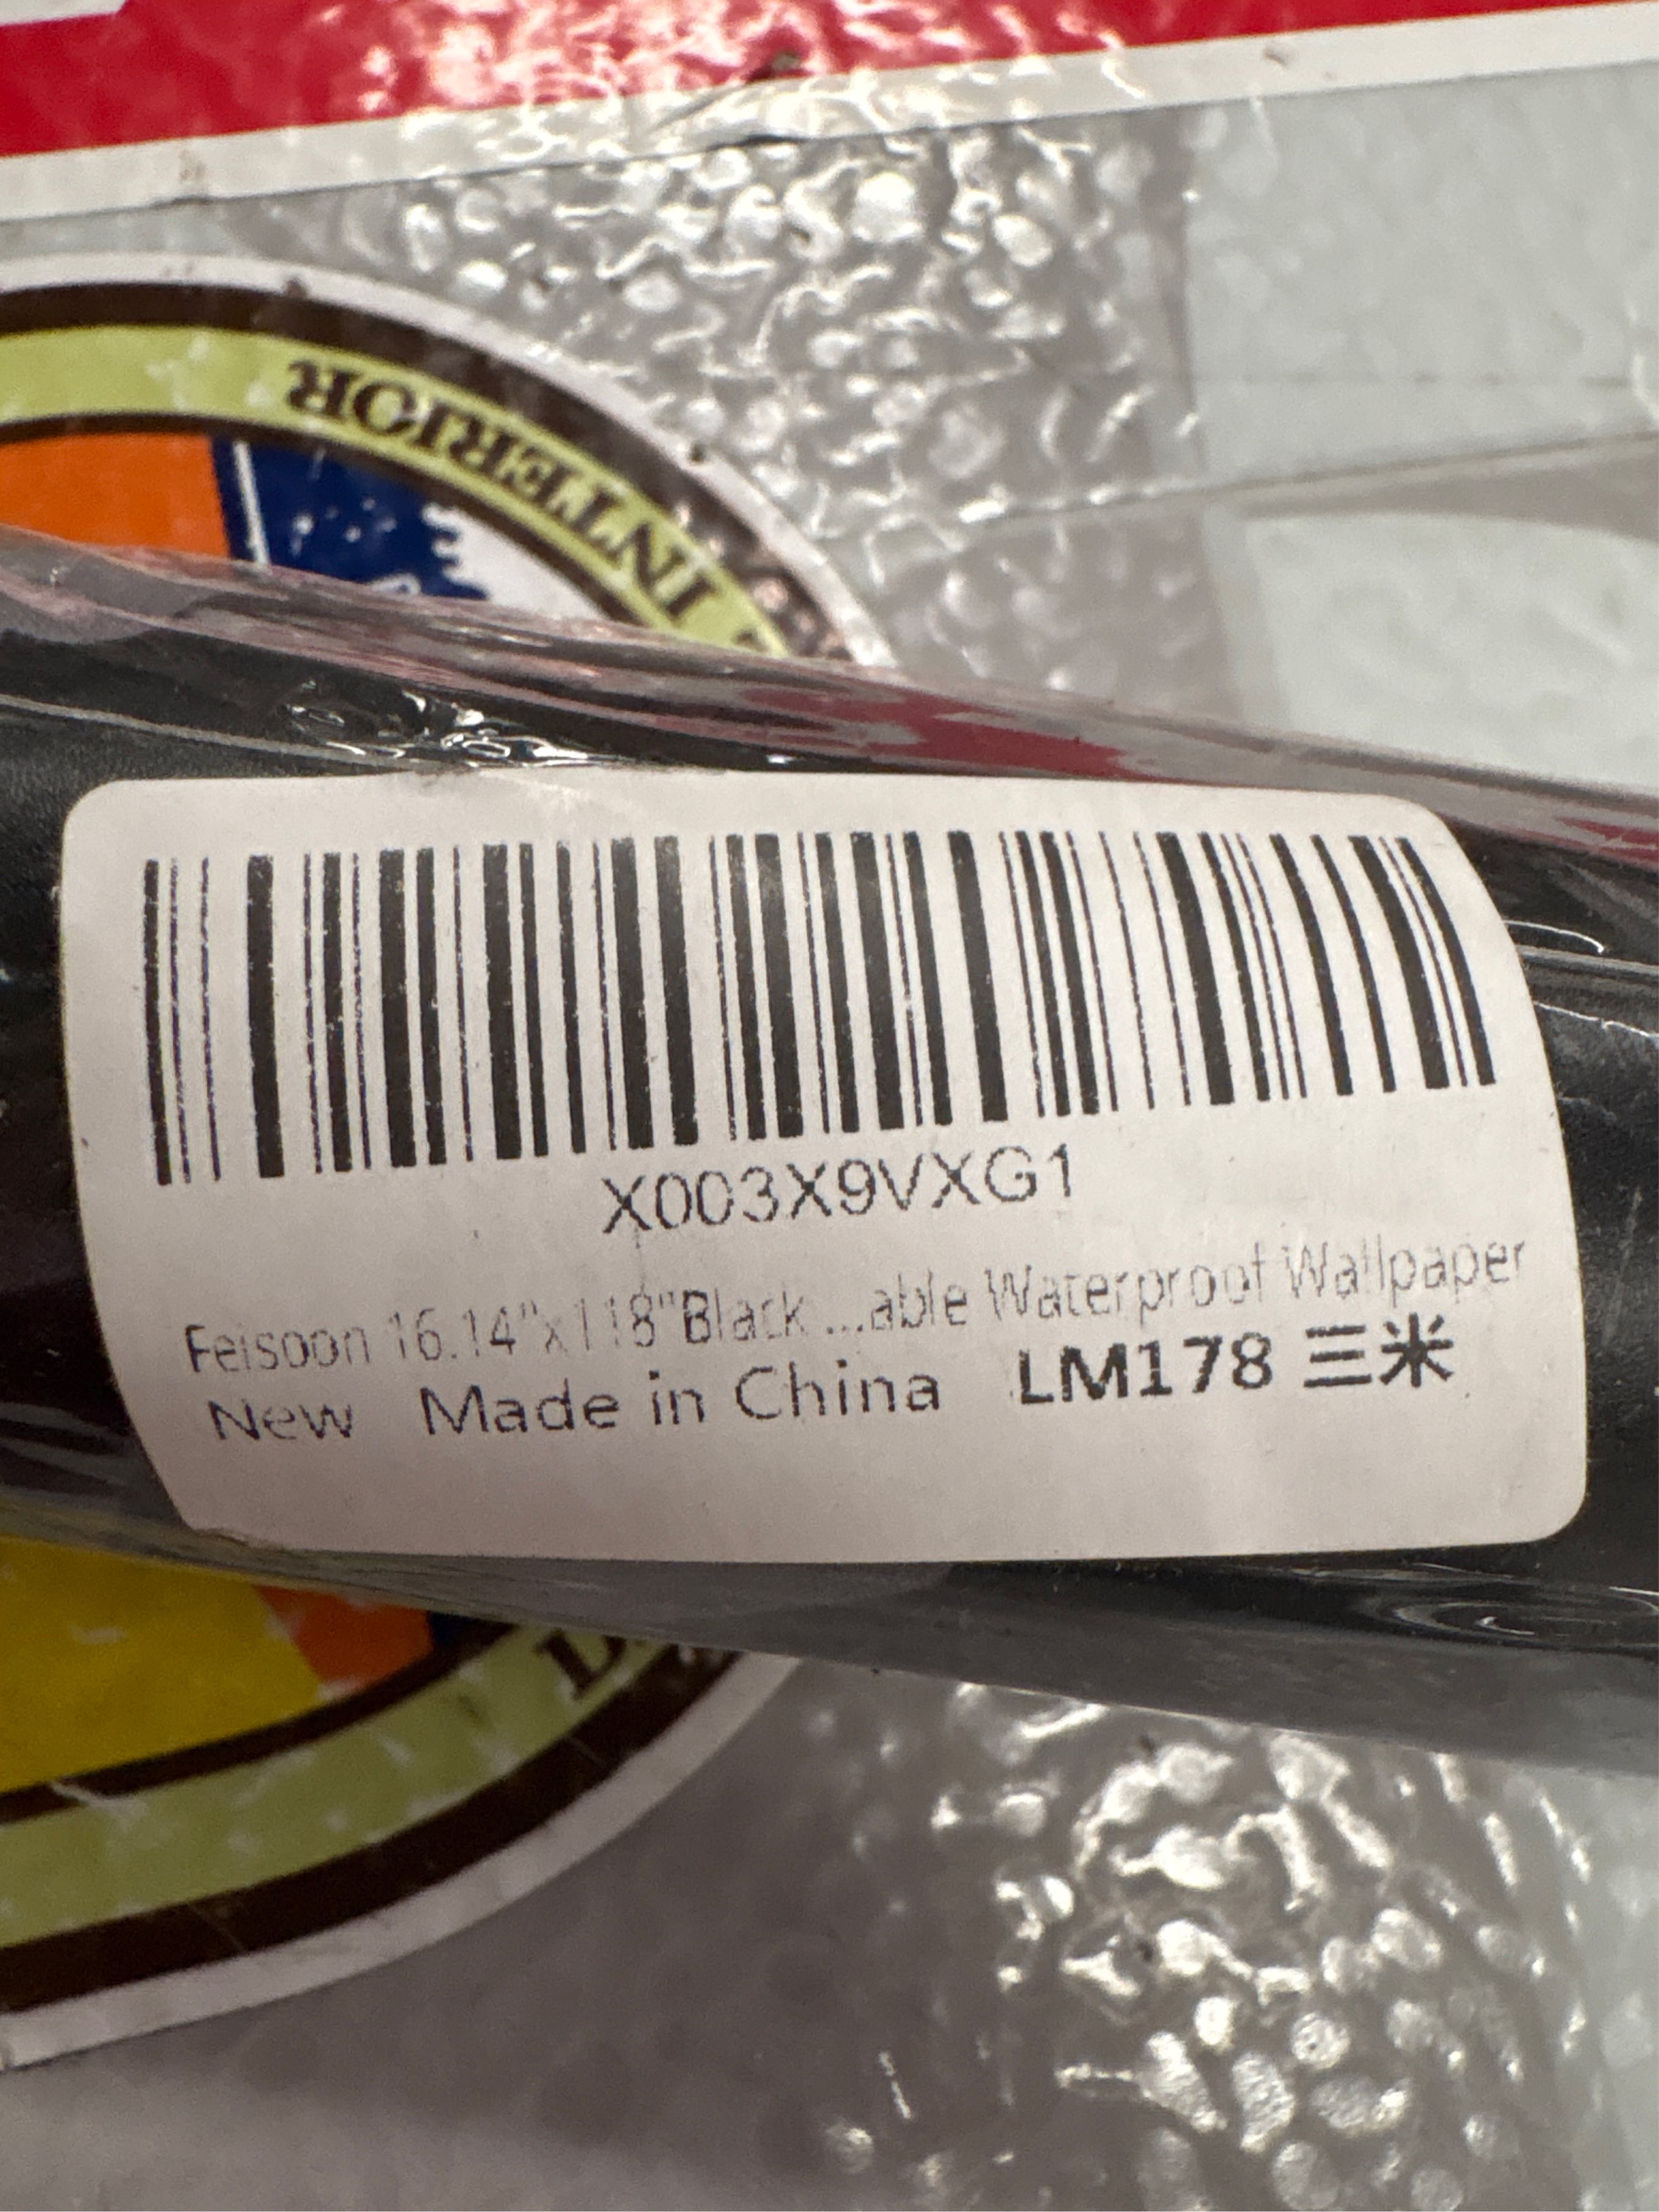 INTERIOR
X003X9VXG1
Feisoon 16.14"x118"Black ...able Waterproof Wallpaper
New Made in China LM178 三米